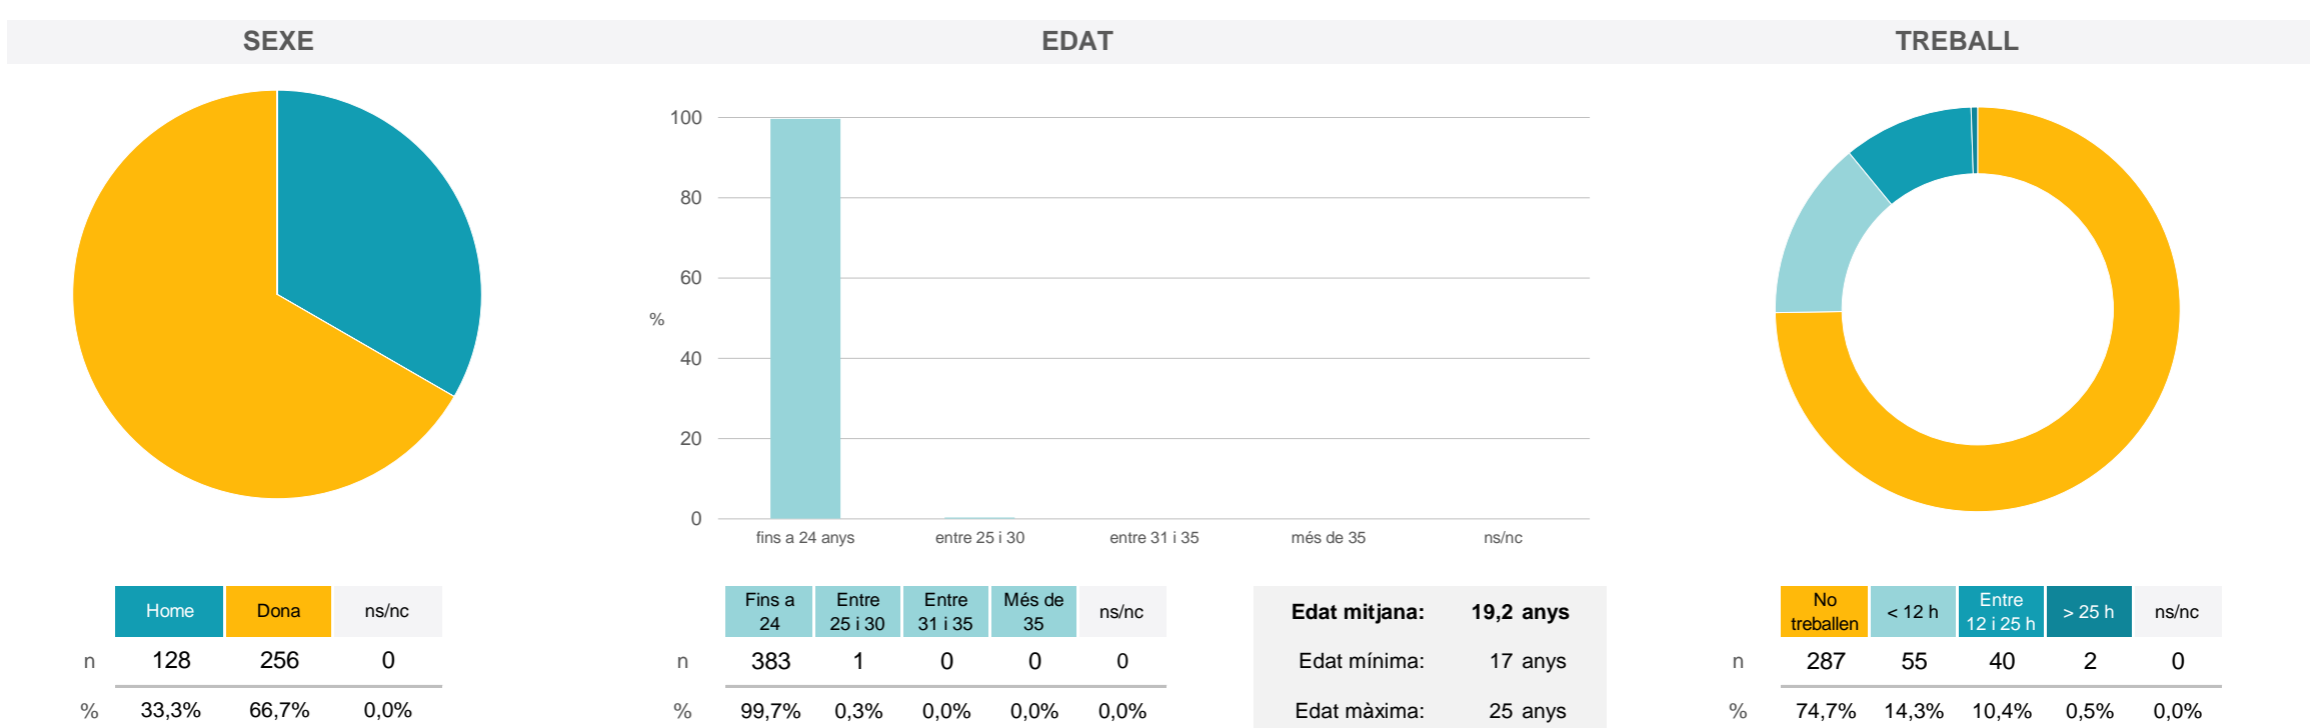 SEXE
EDAT
TREBALL
100
80
60
%
40
20
0
fins a 24 anys
entre 25 i 30
entre 31 i 35
més de 35
ns/nc
Home Dona ns/nc
n 128 256 0
% 33,3% 66,7% 0,0%
Fins a 24 Entre 25 i 30 Entre 31 i 35 Més de 35 ns/nc
n 383 1 0 0 0
% 99,7% 0,3% 0,0% 0,0% 0,0%
Edat mitjana: 19,2 anys
Edat mínima: 17 anys
Edat màxima: 25 anys
No treballen < 12 h Entre 12 i 25 h > 25 h ns/nc
n 287 55 40 2 0
% 74,7% 14,3% 10,4% 0,5% 0,0%